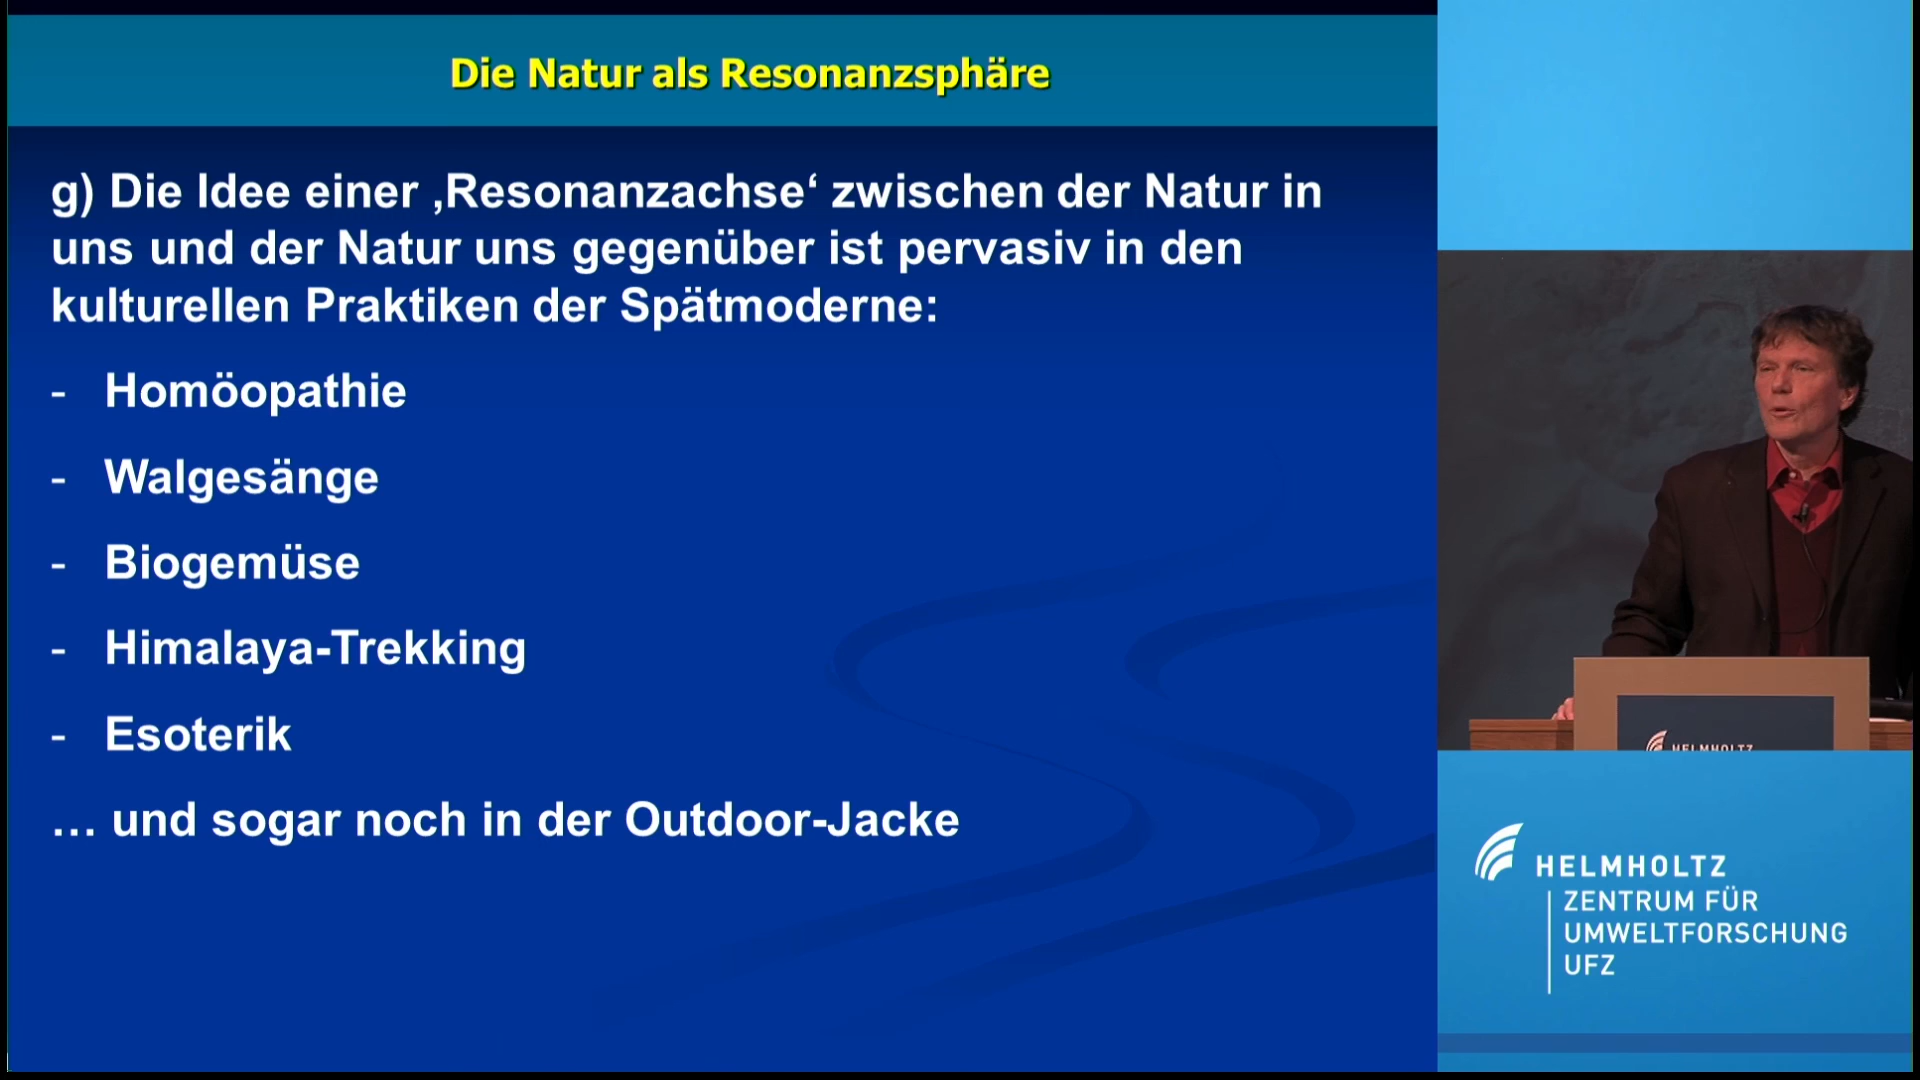 Die Natur als Resonanzsphäre
g) Die Idee einer ‚Resonanzachse‘ zwischen der Natur in
uns und der Natur uns gegenüber ist pervasiv in den
kulturellen Praktiken der Spätmoderne:
- Homöopathie
- Walgesänge
- Biogemüse
- Himalaya-Trekking
- Esoterik
… und sogar noch in der Outdoor-Jacke
HELMHOLTZ
HELMHOLTZ
ZENTRUM FÜR
UMWELTFORSCHUNG
UFZ